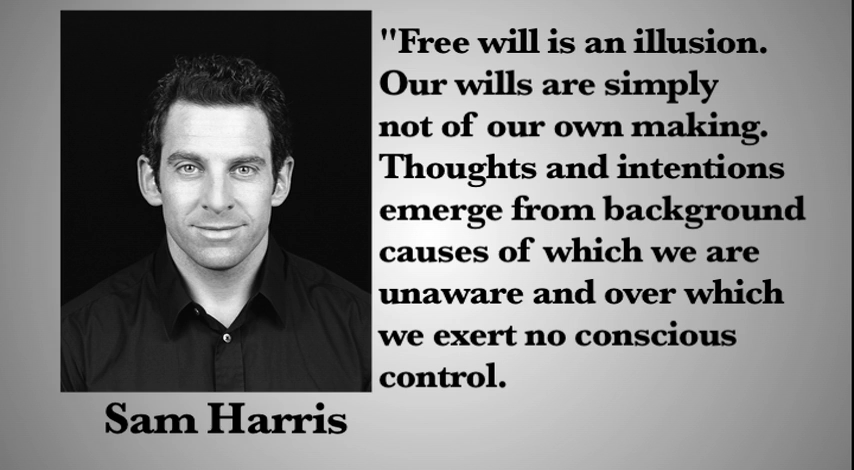 "Free will is an illusion.
Our wills are simply
not of our own making.
Thoughts and intentions
emerge from background
causes of which we are
unaware and over which
we exert no conscious
control.
Sam Harris